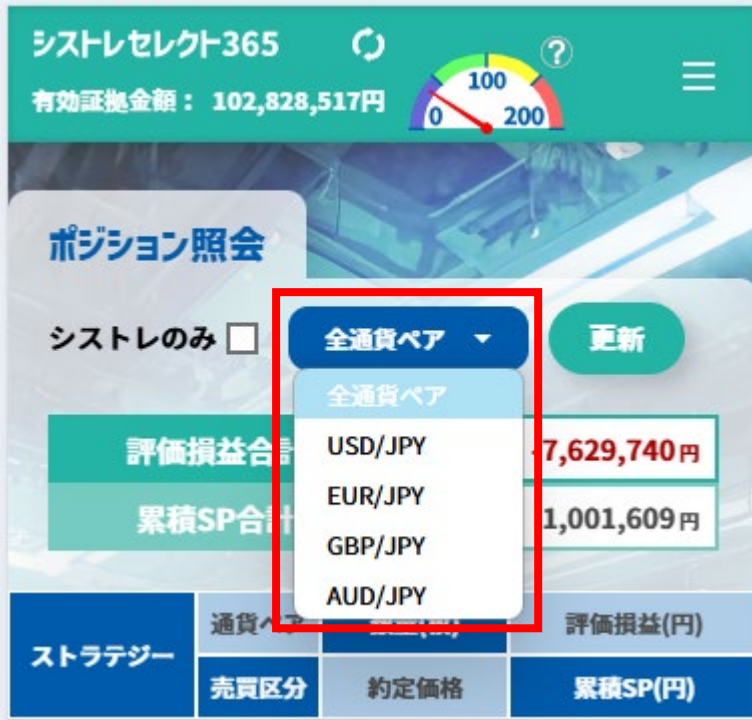 シストレセレクト365
?
有効証拠金額： 102,828,517円
0 100 200
ポジション照会
シストレのみ 全通貨ペア 更新
全通貨ペア
USD/JPY
EUR/JPY
GBP/JPY
AUD/JPY
評価損益合計 -7,629,740円
累積SP合計 1,001,609円
ストラテジー
通貨ペア 評価損益(円)
売買区分 約定価格 累積SP(円)